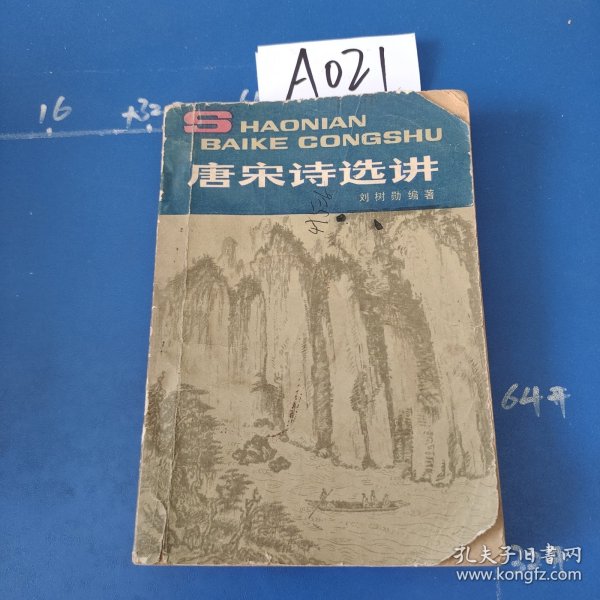 A021
16
SHAONIAN
BAIKE CONGSHU
唐宋诗选讲
刘树勋编著
64开
孔夫子旧书网
www.kongfz.com